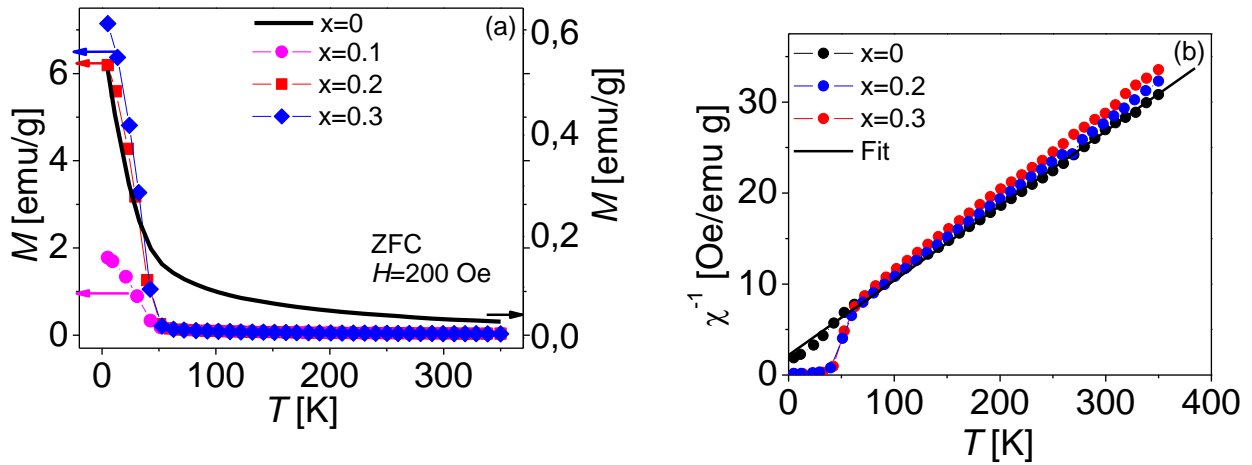 (a)
x=0
x=0.1
x=0.2
x=0.3
ZFC
H=200 Oe
6
4
2
0
0,6
0,4
0,2
0,0
0
100
200
300
M [emu/g]
M [emu/g]
T [K]
(b)
x=0
x=0.2
x=0.3
Fit
30
20
10
0
0
100
200
300
400
χ⁻¹ [Oe/emu g]
T [K]